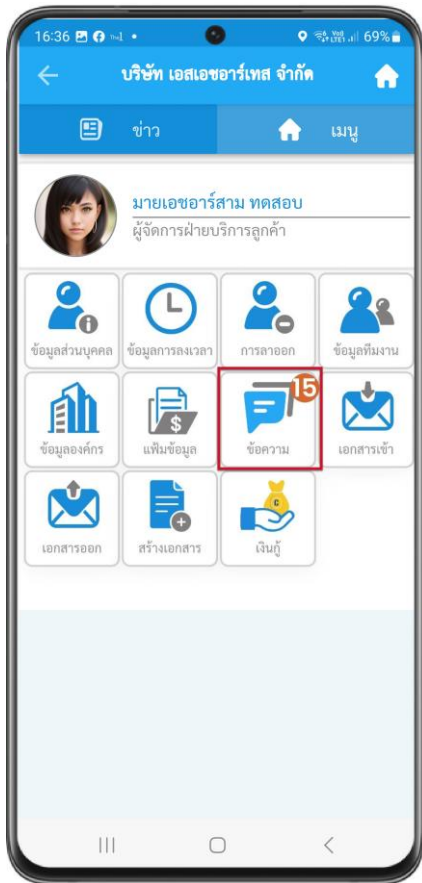 16:36 69%
บริษัท เอสเอชอาร์เทส จำกัด
ข่าว เมนู
มายเอชอาร์สาม ทดสอบ
ผู้จัดการฝ่ายบริการลูกค้า
ข้อมูลส่วนบุคคล ข้อมูลการลงเวลา การลาออก ข้อมูลทีมงาน
15
ข้อมูลองค์กร แฟ้มข้อมูล ข้อความ เอกสารเข้า
เอกสารออก สร้างเอกสาร เงินกู้